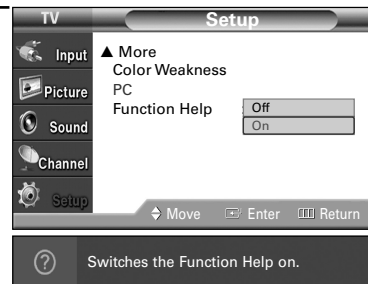 TV
Setup
Input
Picture
Sound
Channel
Setup
▲ More
Color Weakness
PC
Function Help : Off
On
Move Enter Return
? Switches the Function Help on.